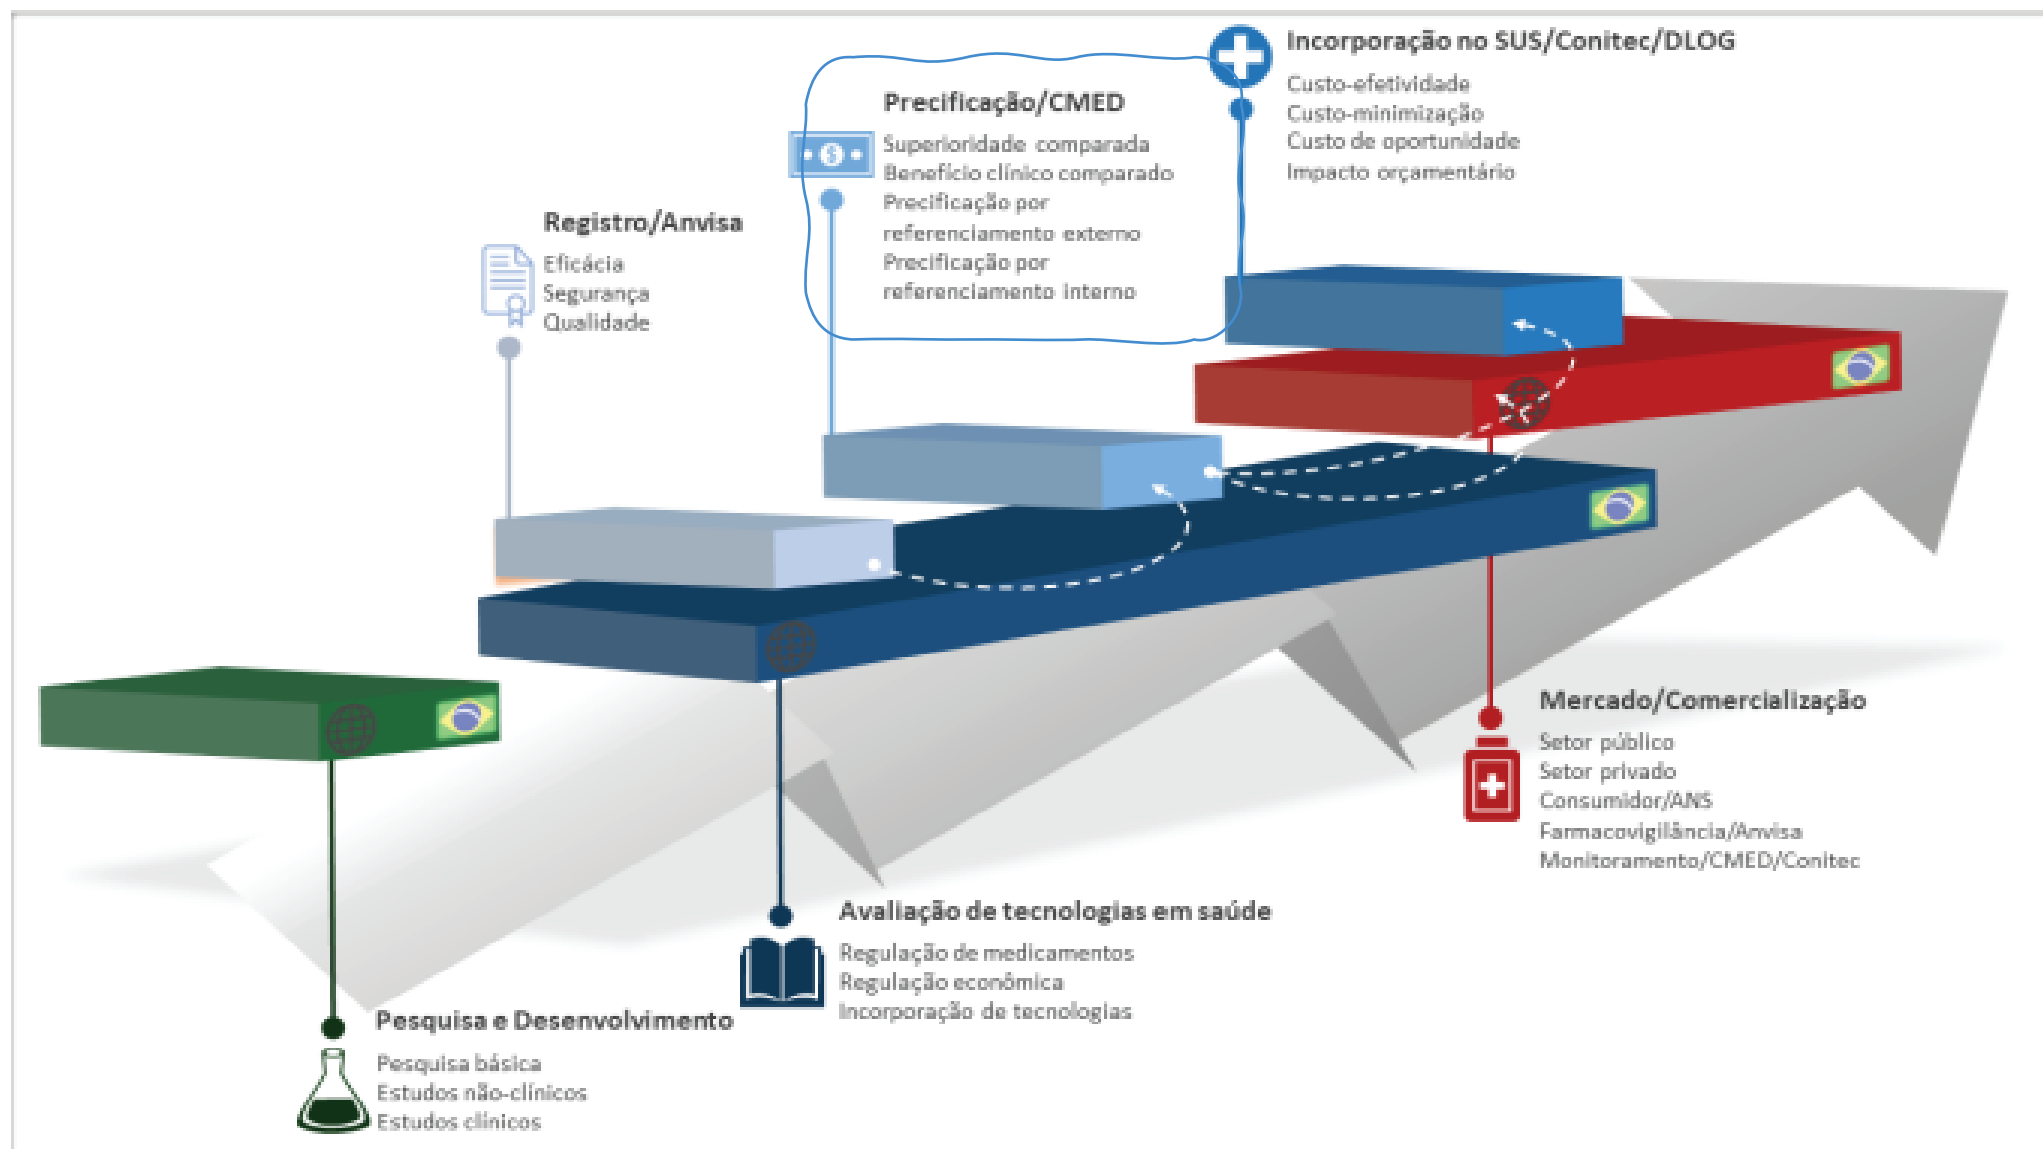 Incorporação no SUS/Conitec/DLOG
Custo-efetividade
Custo-minimização
Custo de oportunidade
Impacto orçamentário
Precificação/CMED
Superioridade comparada
Benefício clínico comparado
Precificação por
referenciamento externo
Precificação por
referenciamento interno
$
Registro/Anvisa
Eficácia
Segurança
Qualidade
Mercado/Comercialização
Setor público
Setor privado
Consumidor/ANS
Farmacovigilância/Anvisa
Monitoramento/CMED/Conitec
Avaliação de tecnologias em saúde
Regulação de medicamentos
Regulação econômica
Incorporação de tecnologias
Pesquisa e Desenvolvimento
Pesquisa básica
Estudos não-clínicos
Estudos clínicos